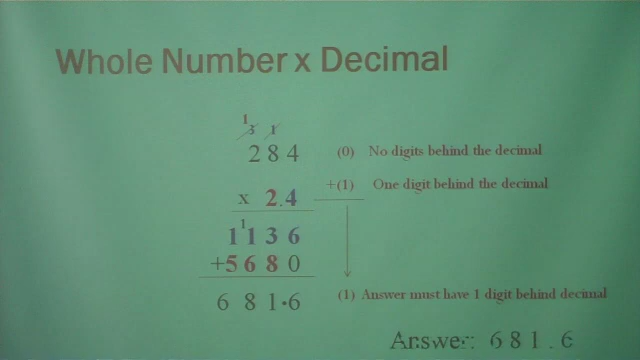 Whole Number x Decimal
1
3 1
284 (0) No digits behind the decimal
x 2.4 +(1) One digit behind the decimal
1
1136
+5680
681.6 (1) Answer must have 1 digit behind decimal
Answer: 681.6